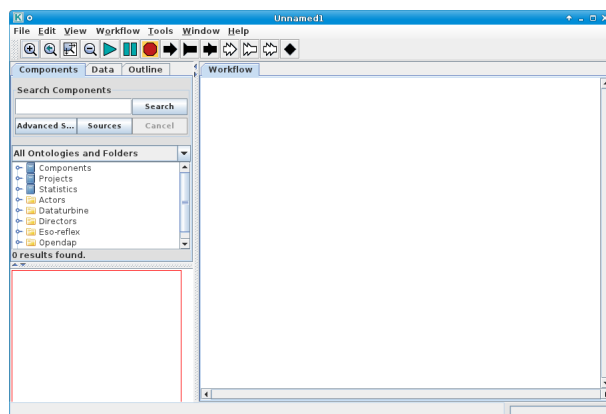 Unnamed1
File Edit View Workflow Tools Window Help
Components Data Outline
Workflow
Search Components
Search
Advanced S... Sources Cancel
All Ontologies and Folders
Components
Projects
Statistics
Actors
Dataturbine
Directors
Eso-reflex
Opendap
0 results found.